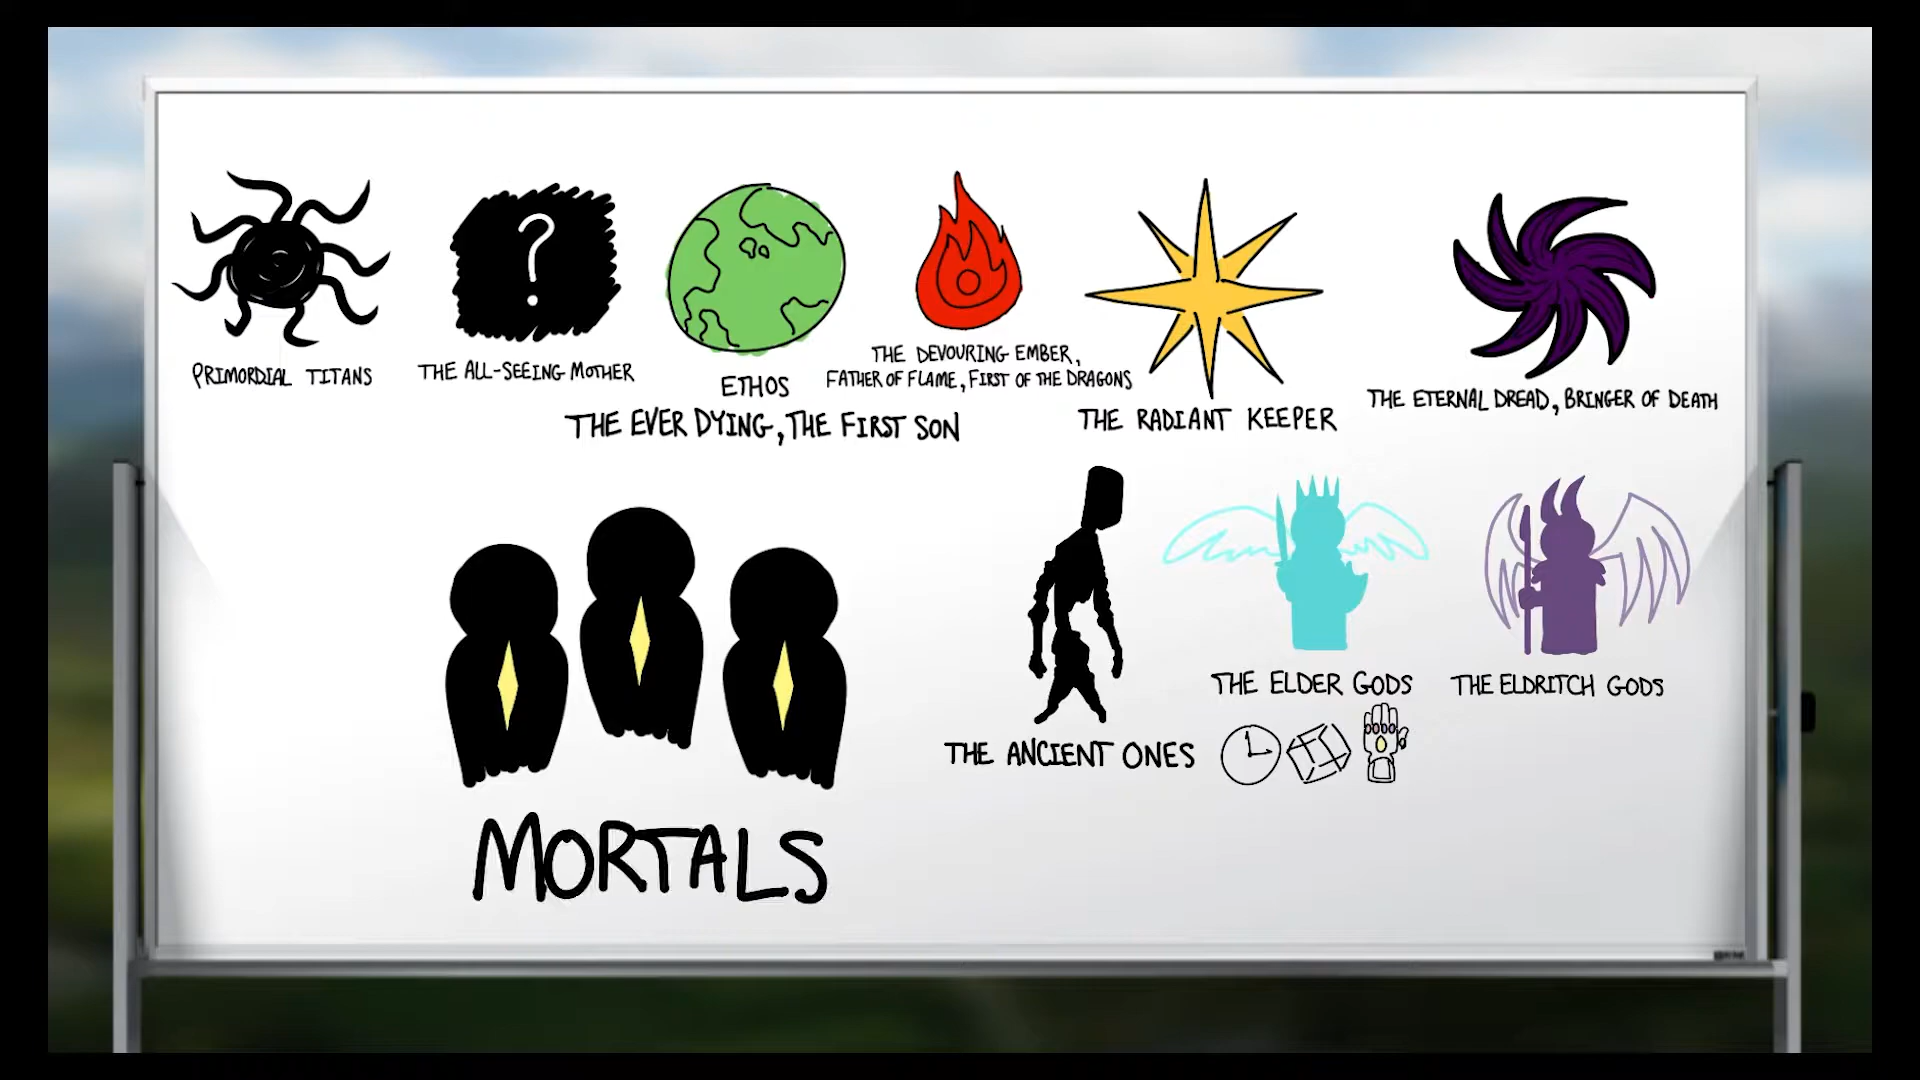 ?
PRIMORDIAL TITANS
THE ALL-SEEING MOTHER
ETHOS
THE EVER DYING, THE FIRST SON
THE DEVOURING EMBER,
FATHER OF FLAME, FIRST OF THE DRAGONS
THE RADIANT KEEPER
THE ETERNAL DREAD, BRINGER OF DEATH
MORTALS
THE ANCIENT ONES
THE ELDER GODS
THE ELDRITCH GODS